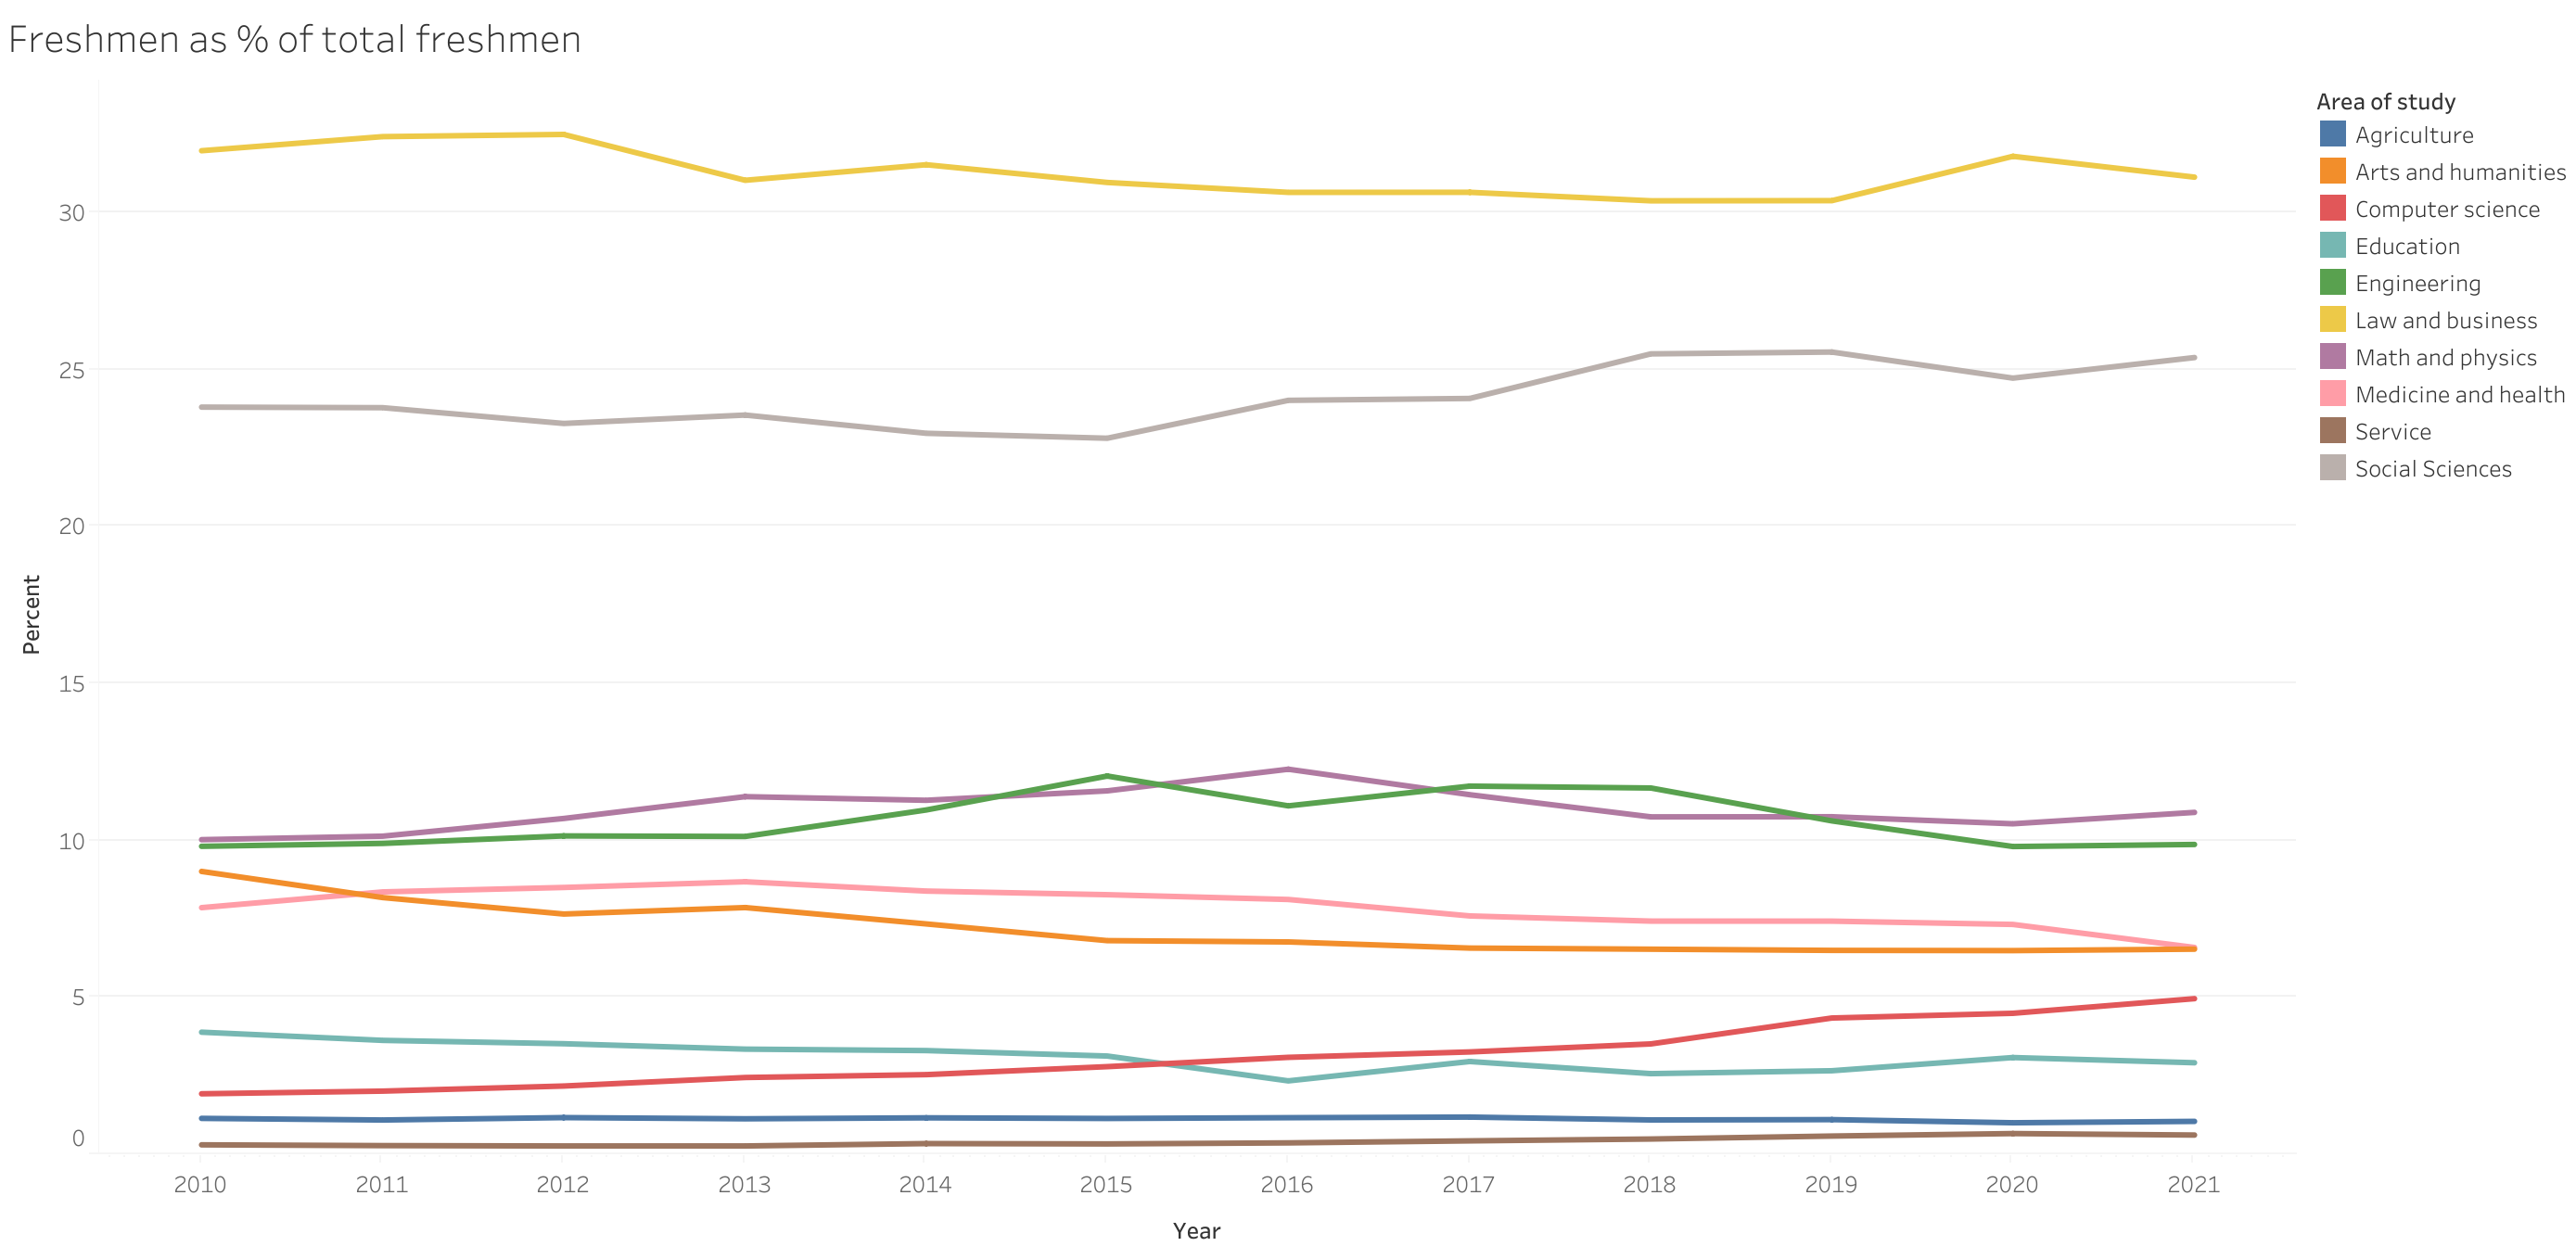 Freshmen as % of total freshmen
Area of study
Agriculture
Arts and humanities
Computer science
Education
Engineering
Law and business
Math and physics
Medicine and health
Service
Social Sciences
30
25
20
15
10
5
0
Percent
2010 2011 2012 2013 2014 2015 2016 2017 2018 2019 2020 2021
Year